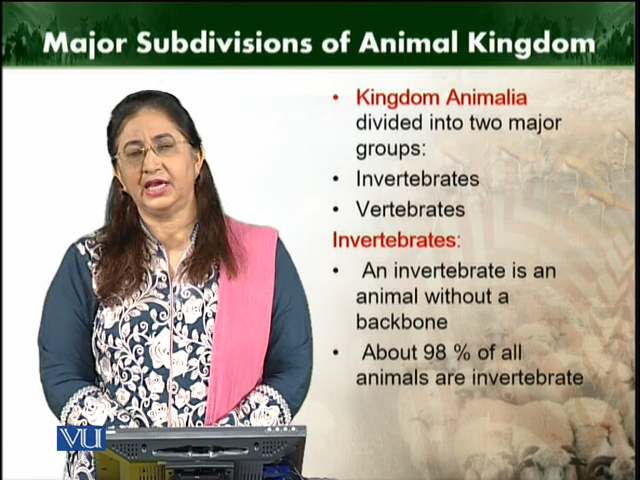 Major Subdivisions of Animal Kingdom
• Kingdom Animalia
divided into two major
groups:
• Invertebrates
• Vertebrates
Invertebrates:
• An invertebrate is an
animal without a
backbone
• About 98 % of all
animals are invertebrate
VU